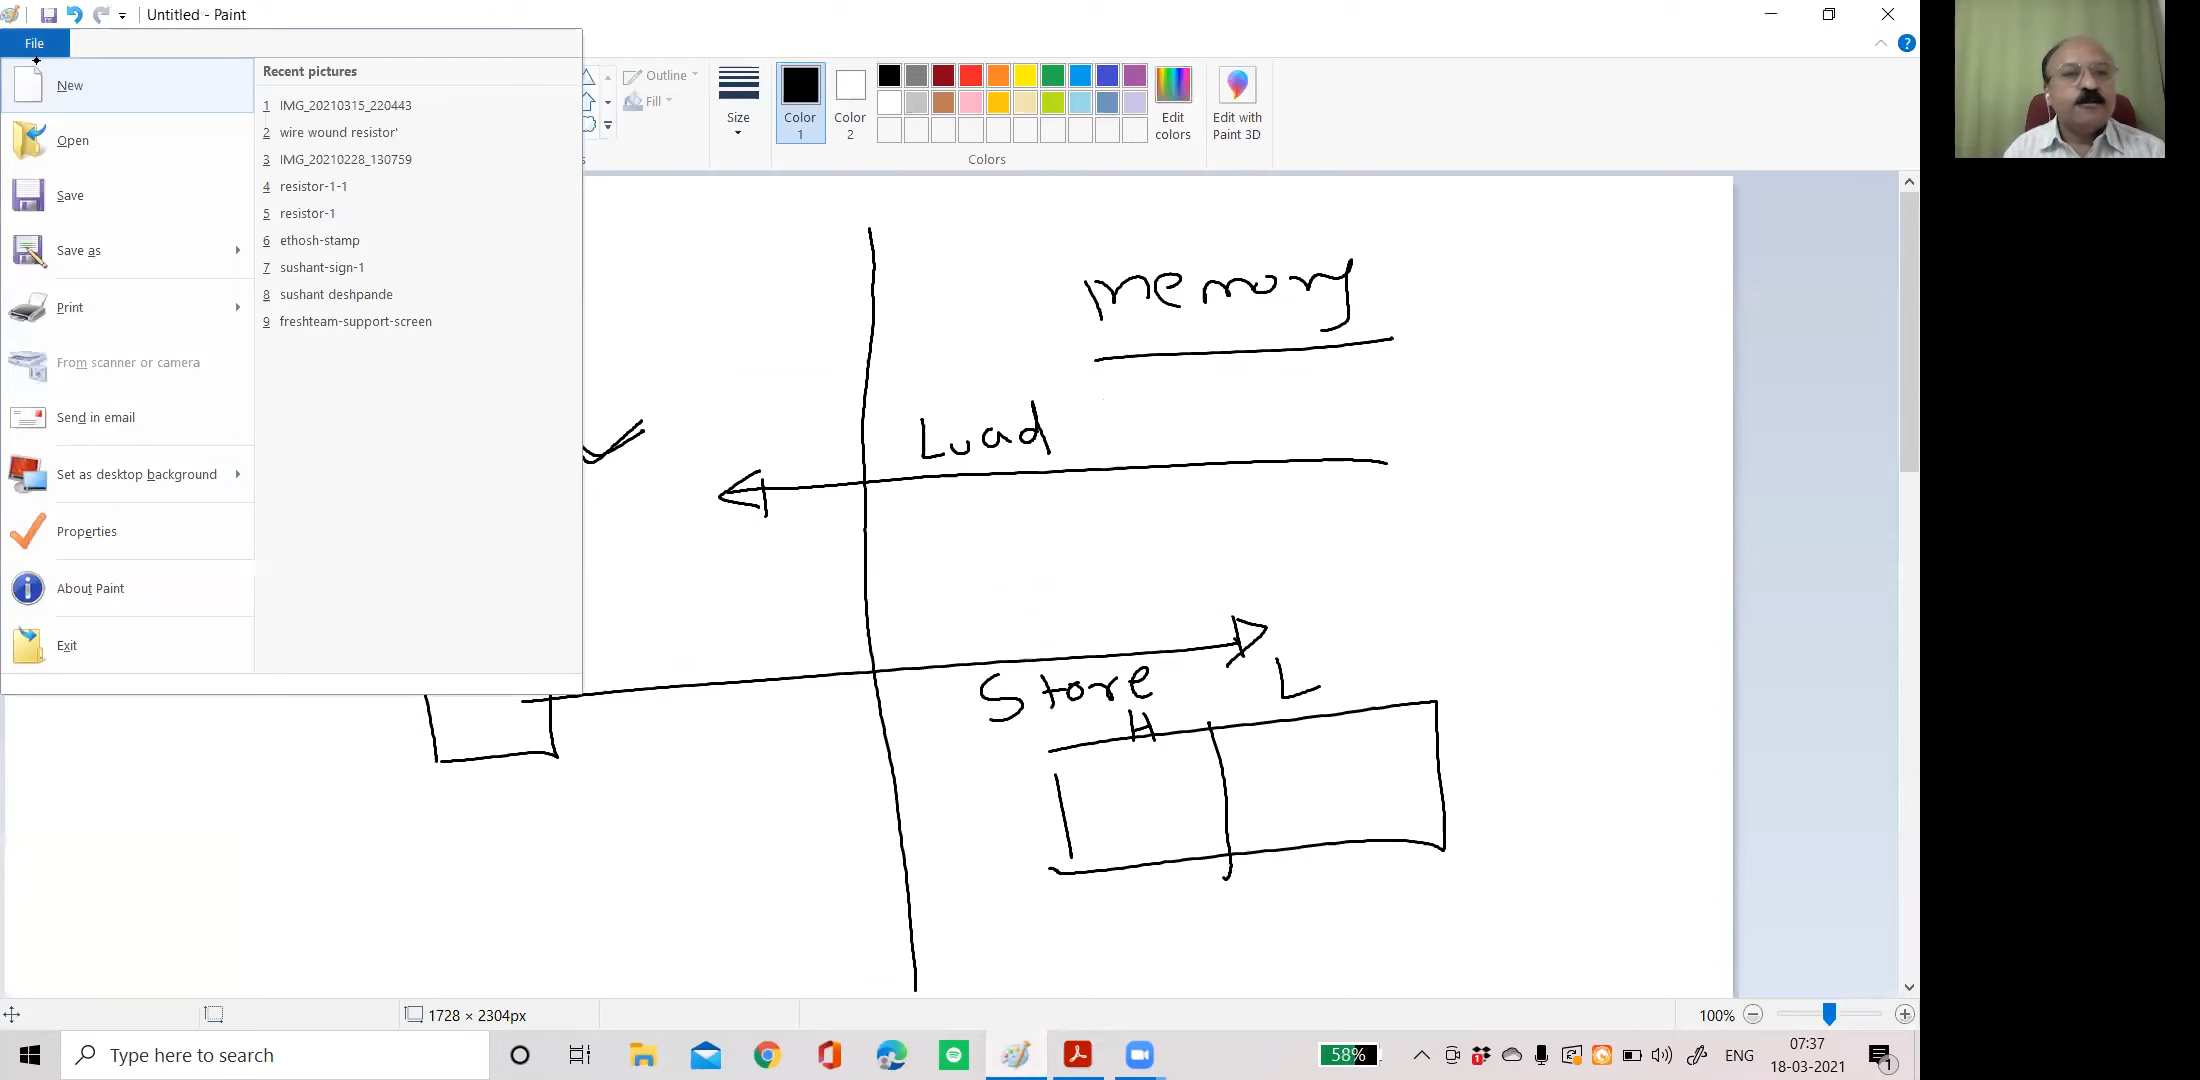 Untitled - Paint
File
New
Open
Save
Save as
Print
From scanner or camera
Send in email
Set as desktop background
Properties
About Paint
Exit
Recent pictures
1 IMG_20210315_220443
2 wire wound resistor'
3 IMG_20210228_130759
4 resistor-1-1
5 resistor-1
6 ethosh-stamp
7 sushant-sign-1
8 sushant deshpande
9 freshteam-support-screen
Outline
Fill
Size
Color 1
Color 2
Edit colors
Edit with Paint 3D
Colors
memory
Load
Store
H
L
1728 × 2304px
100%
Type here to search
58%
ENG
07:37
18-03-2021
1